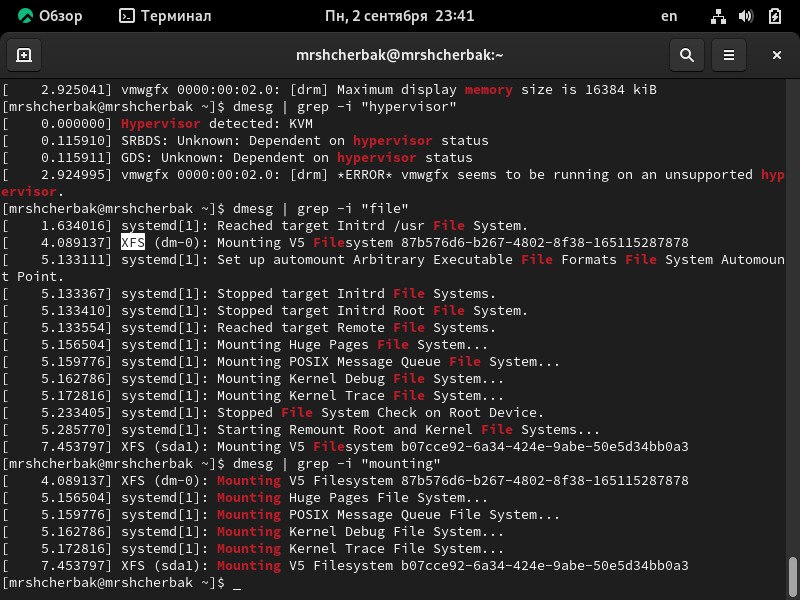 Обзор Терминал Пн, 2 сентября 23:41 en
mrshcherbak@mrshcherbak:~
[    2.925041] vmwgfx 0000:00:02.0: [drm] Maximum display memory size is 16384 kiB
[mrshcherbak@mrshcherbak ~]$ dmesg | grep -i "hypervisor"
[    0.000000] Hypervisor detected: KVM
[    0.115910] SRBDS: Unknown: Dependent on hypervisor status
[    0.115911] GDS: Unknown: Dependent on hypervisor status
[    2.924995] vmwgfx 0000:00:02.0: [drm] *ERROR* vmwgfx seems to be running on an unsupported hyp
ervisor.
[mrshcherbak@mrshcherbak ~]$ dmesg | grep -i "file"
[    1.634016] systemd[1]: Reached target Initrd /usr File System.
[    4.089137] XFS (dm-0): Mounting V5 Filesystem 87b576d6-b267-4802-8f38-165115287878
[    5.133111] systemd[1]: Set up automount Arbitrary Executable File Formats File System Automoun
t Point.
[    5.133367] systemd[1]: Stopped target Initrd File Systems.
[    5.133410] systemd[1]: Stopped target Initrd Root File System.
[    5.133554] systemd[1]: Reached target Remote File Systems.
[    5.156504] systemd[1]: Mounting Huge Pages File System...
[    5.159776] systemd[1]: Mounting POSIX Message Queue File System...
[    5.162786] systemd[1]: Mounting Kernel Debug File System...
[    5.172816] systemd[1]: Mounting Kernel Trace File System...
[    5.233405] systemd[1]: Stopped File System Check on Root Device.
[    5.285770] systemd[1]: Starting Remount Root and Kernel File Systems...
[    7.453797] XFS (sda1): Mounting V5 Filesystem b07cce92-6a34-424e-9abe-50e5d34bb0a3
[mrshcherbak@mrshcherbak ~]$ dmesg | grep -i "mounting"
[    4.089137] XFS (dm-0): Mounting V5 Filesystem 87b576d6-b267-4802-8f38-165115287878
[    5.156504] systemd[1]: Mounting Huge Pages File System...
[    5.159776] systemd[1]: Mounting POSIX Message Queue File System...
[    5.162786] systemd[1]: Mounting Kernel Debug File System...
[    5.172816] systemd[1]: Mounting Kernel Trace File System...
[    7.453797] XFS (sda1): Mounting V5 Filesystem b07cce92-6a34-424e-9abe-50e5d34bb0a3
[mrshcherbak@mrshcherbak ~]$ _